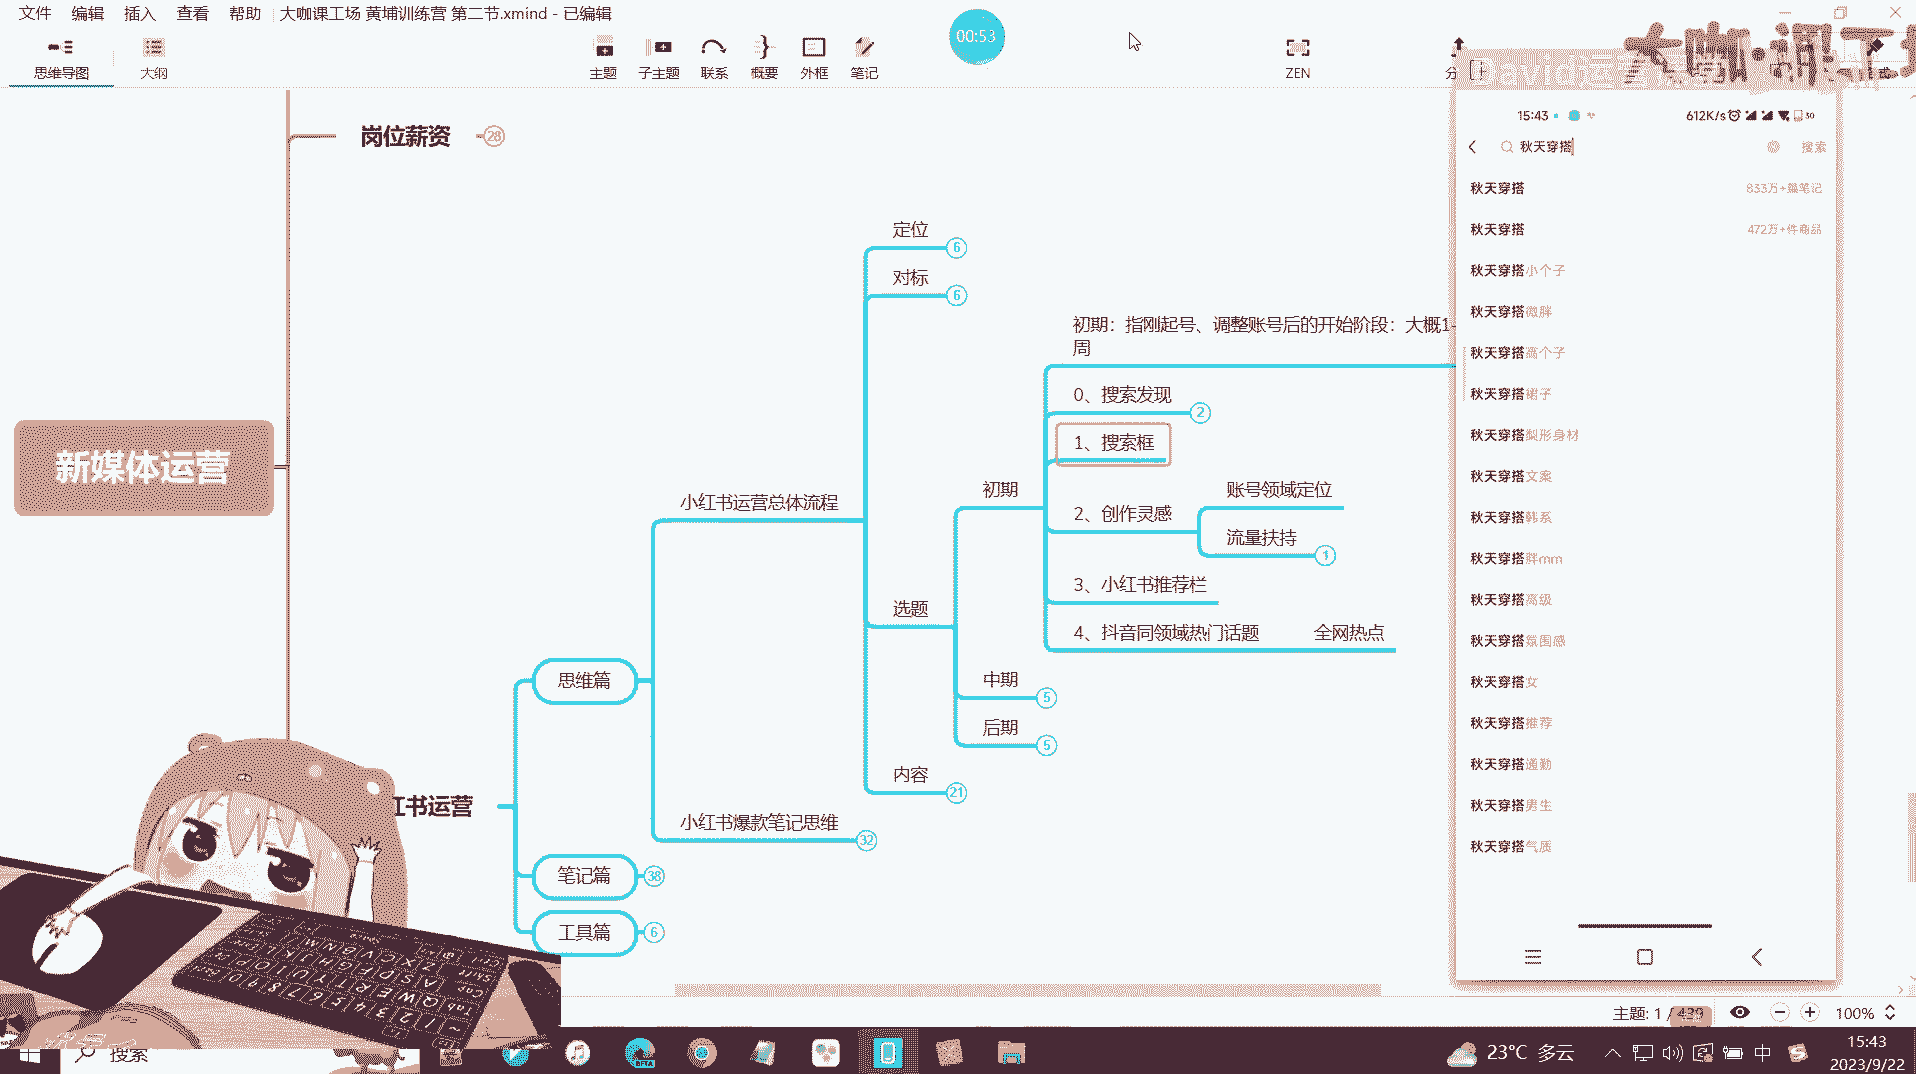 文件 编辑 插入 查看 帮助 大咖课工场 黄埔训练营 第二节.xmind - 已编辑
思维导图 大纲 主题 子主题 联系 概要 外框 笔记 ZEN
00:53
大咖·课工场
岗位薪资 28
新媒体运营
定位 6
对标 6
初期：指刚起号、调整账号后的开始阶段：大概1-
周
0、搜索发现 2
1、搜索框
初期
2、创作灵感
账号领域定位
流量扶持 1
3、小红书推荐栏
4、抖音同领域热门话题 全网热点
小红书运营总体流程
选题
中期 5
后期 5
内容 21
思维篇
小红书爆款笔记思维 32
红书运营
笔记篇 38
工具篇 6
15:43 612K/s 30
秋天穿搭 搜索
秋天穿搭 833万+篇笔记
秋天穿搭 472万+件商品
秋天穿搭小个子
秋天穿搭微胖
秋天穿搭高个子
秋天穿搭裙子
秋天穿搭梨形身材
秋天穿搭文案
秋天穿搭韩系
秋天穿搭胖mm
秋天穿搭高级
秋天穿搭氛围感
秋天穿搭女
秋天穿搭推荐
秋天穿搭通勤
秋天穿搭男生
秋天穿搭气质
主题: 1 / 439 100%
搜索 BETA 23°C 多云 中 15:43
2023/9/22